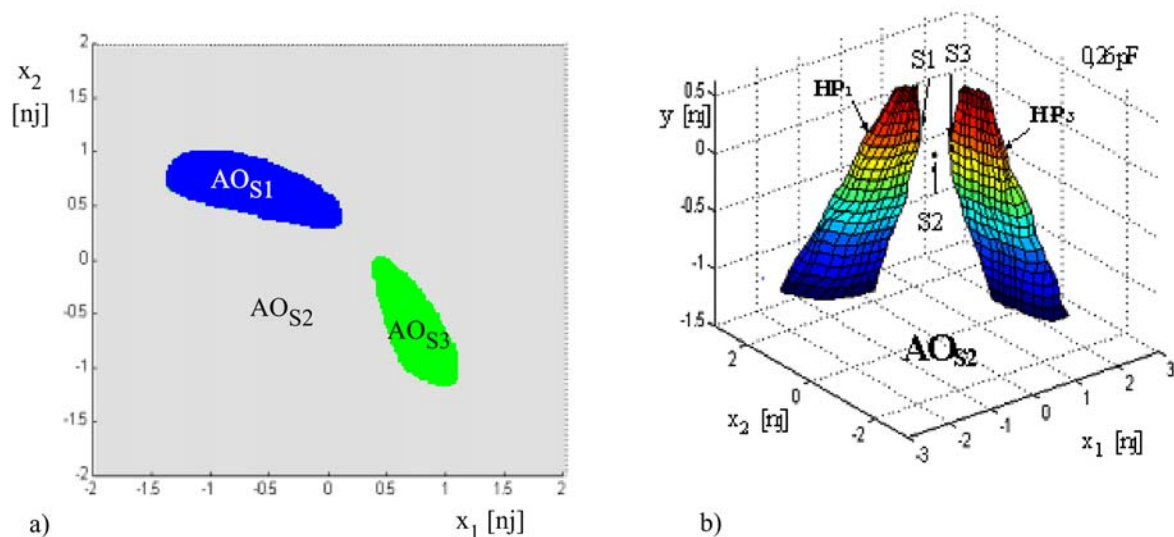 2
x2
[nj]
1.5
1
AOS1
0.5
0
-0.5
AOS2
AOS3
-1
-1.5
-2
-2 -1.5 -1 -0.5 0 0.5 1 1.5 2
x1 [nj]
a)
S1 S3
0,26 pF
HP1
HP3
y [nj]
0.5
0
-0.5
-1
-1.5
S2
AOS2
2
0
-2
x2 [nj]
-3 -2 -1 0 1 2 3
x1 [nj]
b)